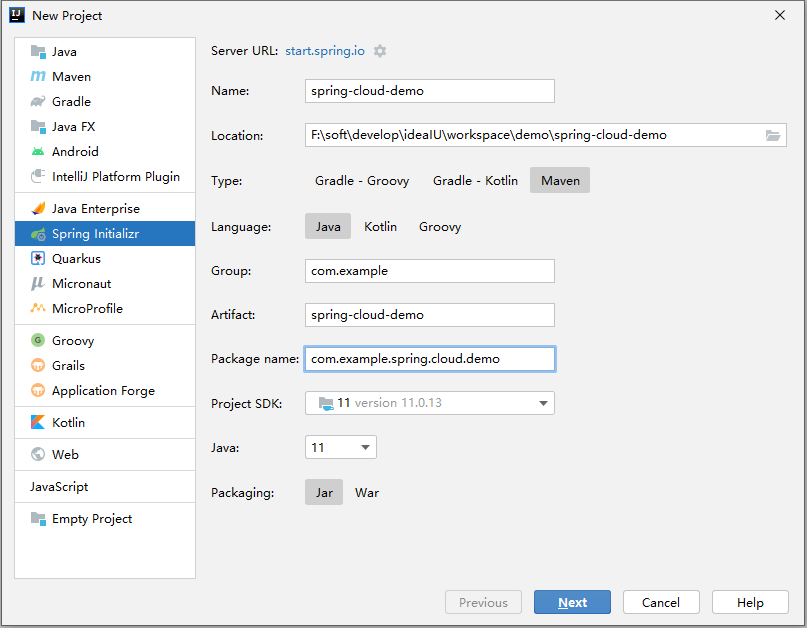 New Project
Java
Maven
Gradle
Java FX
Android
IntelliJ Platform Plugin
Java Enterprise
Spring Initializr
Quarkus
Micronaut
MicroProfile
Groovy
Grails
Application Forge
Kotlin
Web
JavaScript
Empty Project
Server URL: start.spring.io
Name: spring-cloud-demo
Location: F:\soft\develop\ideaIU\workspace\demo\spring-cloud-demo
Type: Gradle - Groovy Gradle - Kotlin Maven
Language: Java Kotlin Groovy
Group: com.example
Artifact: spring-cloud-demo
Package name: com.example.spring.cloud.demo
Project SDK: 11 version 11.0.13
Java: 11
Packaging: Jar War
Previous Next Cancel Help